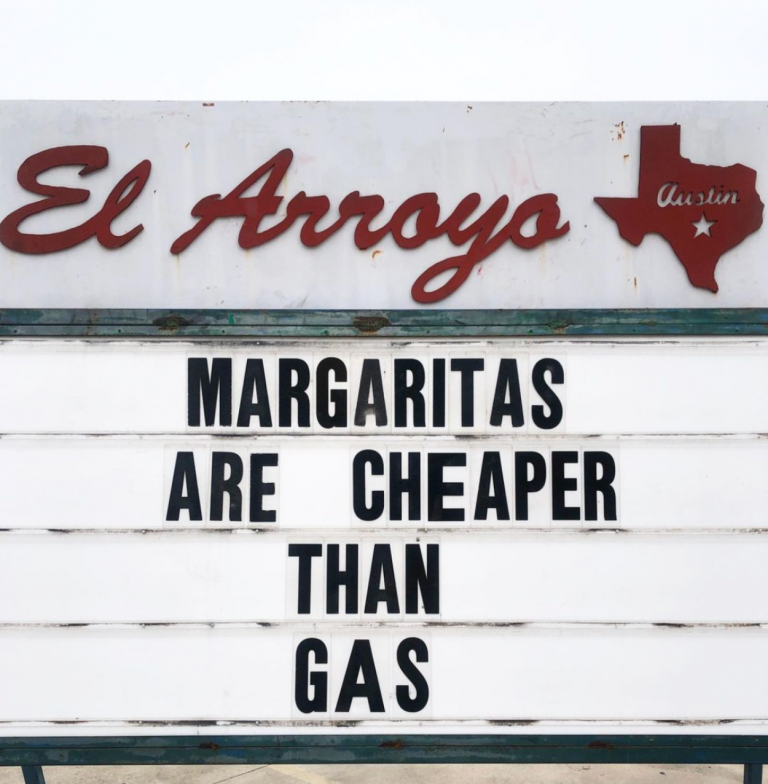 El Arroyo
Austin
MARGARITAS
ARE CHEAPER
THAN
GAS